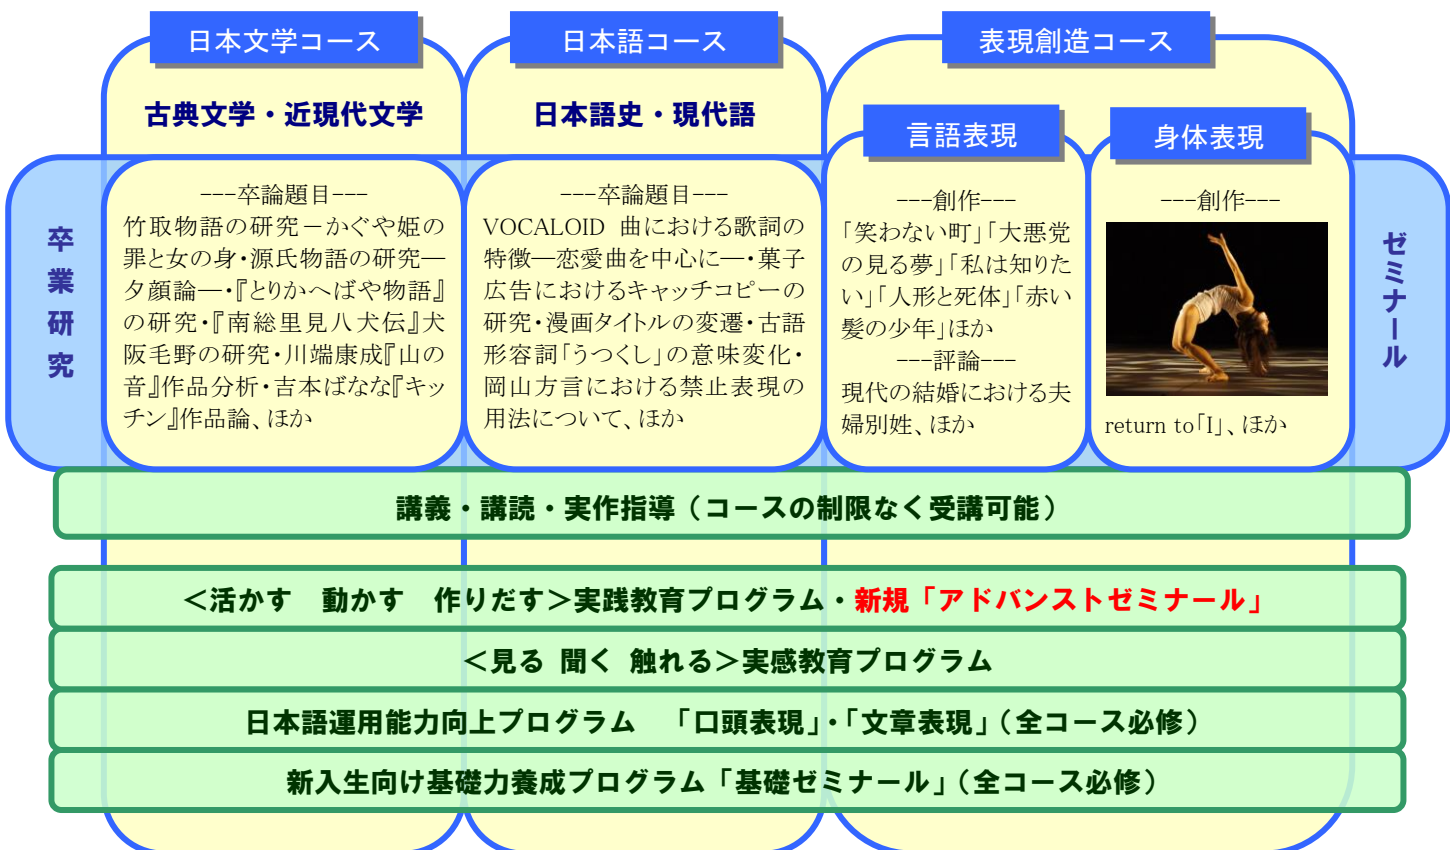 日本文学コース
日本語コース
表現創造コース
古典文学・近現代文学
日本語史・現代語
言語表現
身体表現
卒業研究
---卒論題目---
竹取物語の研究－かぐや姫の
罪と女の身・源氏物語の研究―
夕顔論―・『とりかへばや物語』
の研究・『南総里見八犬伝』犬
阪毛野の研究・川端康成『山の
音』作品分析・吉本ばなな『キッ
チン』作品論、ほか
---卒論題目---
VOCALOID 曲における歌詞の
特徴―恋愛曲を中心に―・菓子
広告におけるキャッチコピーの
研究・漫画タイトルの変遷・古語
形容詞「うつくし」の意味変化・
岡山方言における禁止表現の
用法について、ほか
---創作---
「笑わない町」「大悪党
の見る夢」「私は知りた
い」「人形と死体」「赤い
髪の少年」ほか
---評論---
現代の結婚における夫
婦別姓、ほか
---創作---
return to「I」、ほか
ゼミナール
講義・講読・実作指導（コースの制限なく受講可能）
＜活かす　動かす　作りだす＞実践教育プログラム・新規「アドバンストゼミナール」
＜見る 聞く 触れる＞実感教育プログラム
日本語運用能力向上プログラム　「口頭表現」・「文章表現」（全コース必修）
新入生向け基礎力養成プログラム「基礎ゼミナール」（全コース必修）